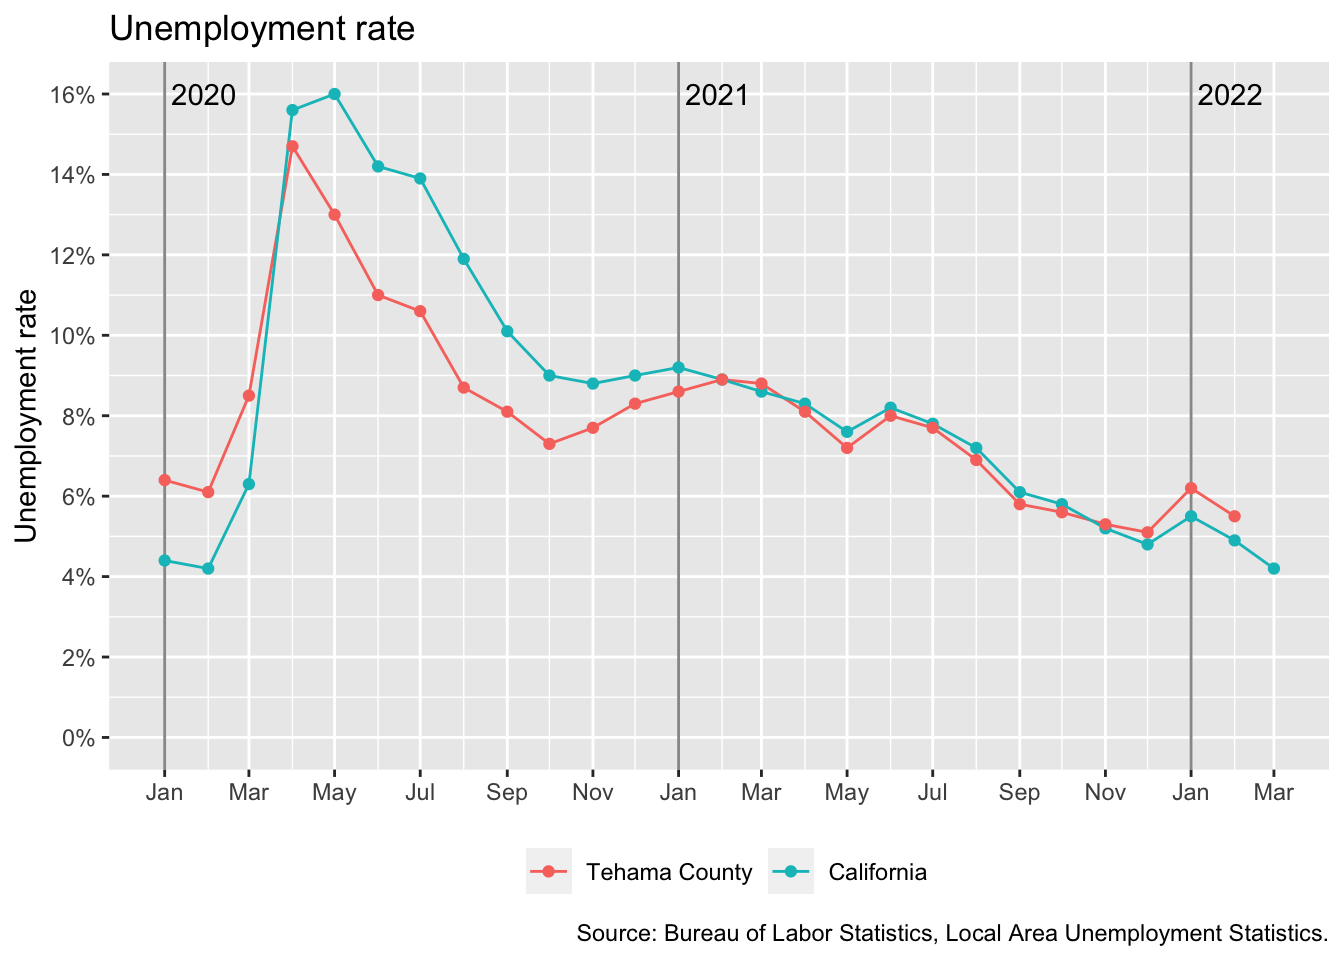 Unemployment rate
2020 2021 2022
16%
14%
12%
10%
8%
6%
4%
2%
0%
Unemployment rate
Jan Mar May Jul Sep Nov Jan Mar May Jul Sep Nov Jan Mar
Tehama County California
Source: Bureau of Labor Statistics, Local Area Unemployment Statistics.